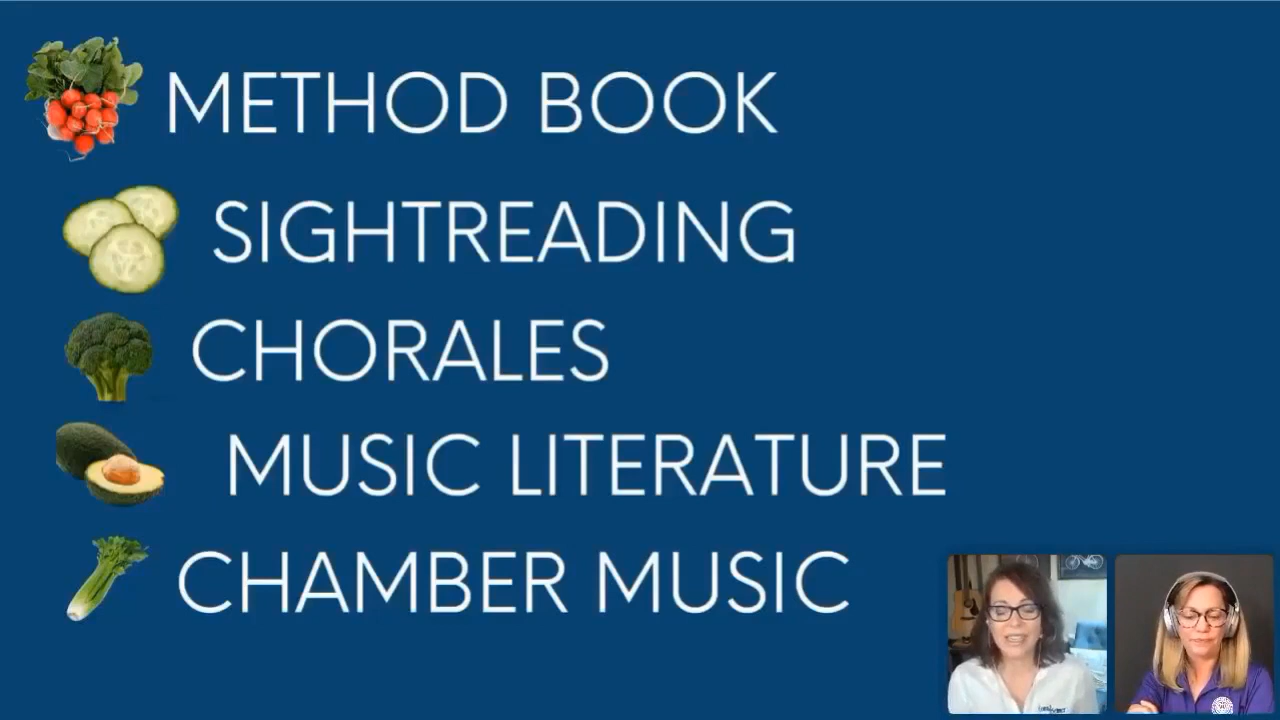 METHOD BOOK
SIGHTREADING
CHORALES
MUSIC LITERATURE
CHAMBER MUSIC